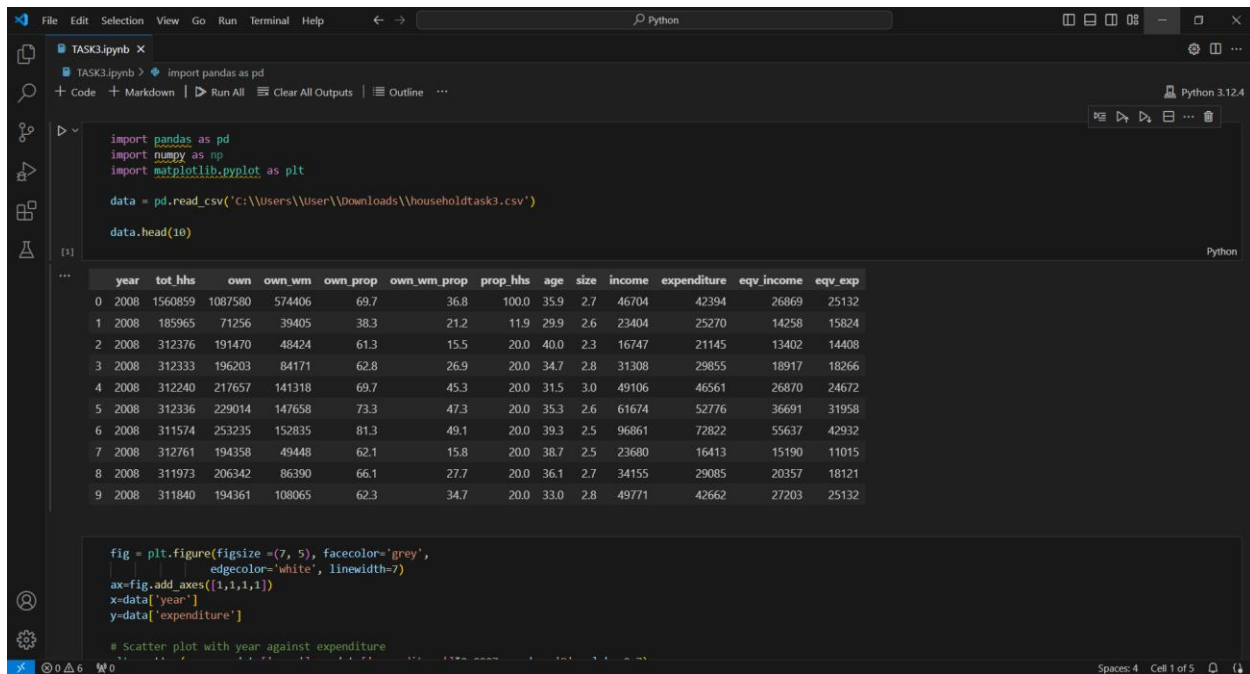 File Edit Selection View Go Run Terminal Help Python
TASK3.ipynb
TASK3.ipynb > import pandas as pd
+ Code + Markdown | Run All Clear All Outputs | Outline ... Python 3.12.4
import pandas as pd
import numpy as np
import matplotlib.pyplot as plt
data = pd.read_csv('C:\\Users\\User\\Downloads\\householdtask3.csv')
data.head(10)
Python
year tot_hhs own own_wm own_prop own_wm_prop prop_hhs age size income expenditure eqv_income eqv_exp
0 2008 1560859 1087580 574406 69.7 36.8 100.0 35.9 2.7 46704 42394 26869 25132
1 2008 185965 71256 39405 38.3 21.2 11.9 29.9 2.6 23404 25270 14258 15824
2 2008 312376 191470 48424 61.3 15.5 20.0 40.0 2.3 16747 21145 13402 14408
3 2008 312333 196203 84171 62.8 26.9 20.0 34.7 2.8 31308 29855 18917 18266
4 2008 312240 217657 141318 69.7 45.3 20.0 31.5 3.0 49106 46561 26870 24672
5 2008 312336 229014 147658 73.3 47.3 20.0 35.3 2.6 61674 52776 36691 31958
6 2008 311574 253235 152835 81.3 49.1 20.0 39.3 2.5 96861 72822 55637 42932
7 2008 312761 194358 49448 62.1 15.8 20.0 38.7 2.5 23680 16413 15190 11015
8 2008 311973 206342 86390 66.1 27.7 20.0 36.1 2.7 34155 29085 20357 18121
9 2008 311840 194361 108065 62.3 34.7 20.0 33.0 2.8 49771 42662 27203 25132
fig = plt.figure(figsize =(7, 5), facecolor='grey',
edgecolor='white', linewidth=7)
ax=fig.add_axes([1,1,1,1])
x=data['year']
y=data['expenditure']
# Scatter plot with year against expenditure
0 6 0 Spaces: 4 Cell 1 of 5